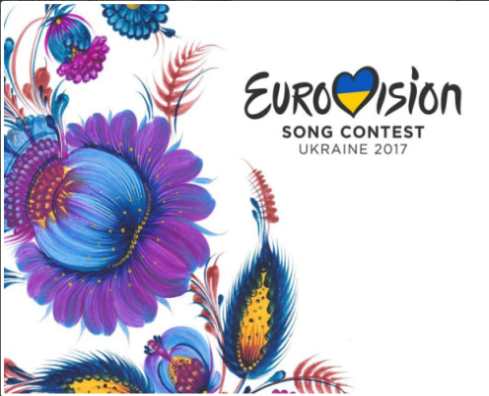 EUROVISION
SONG CONTEST
UKRAINE 2017